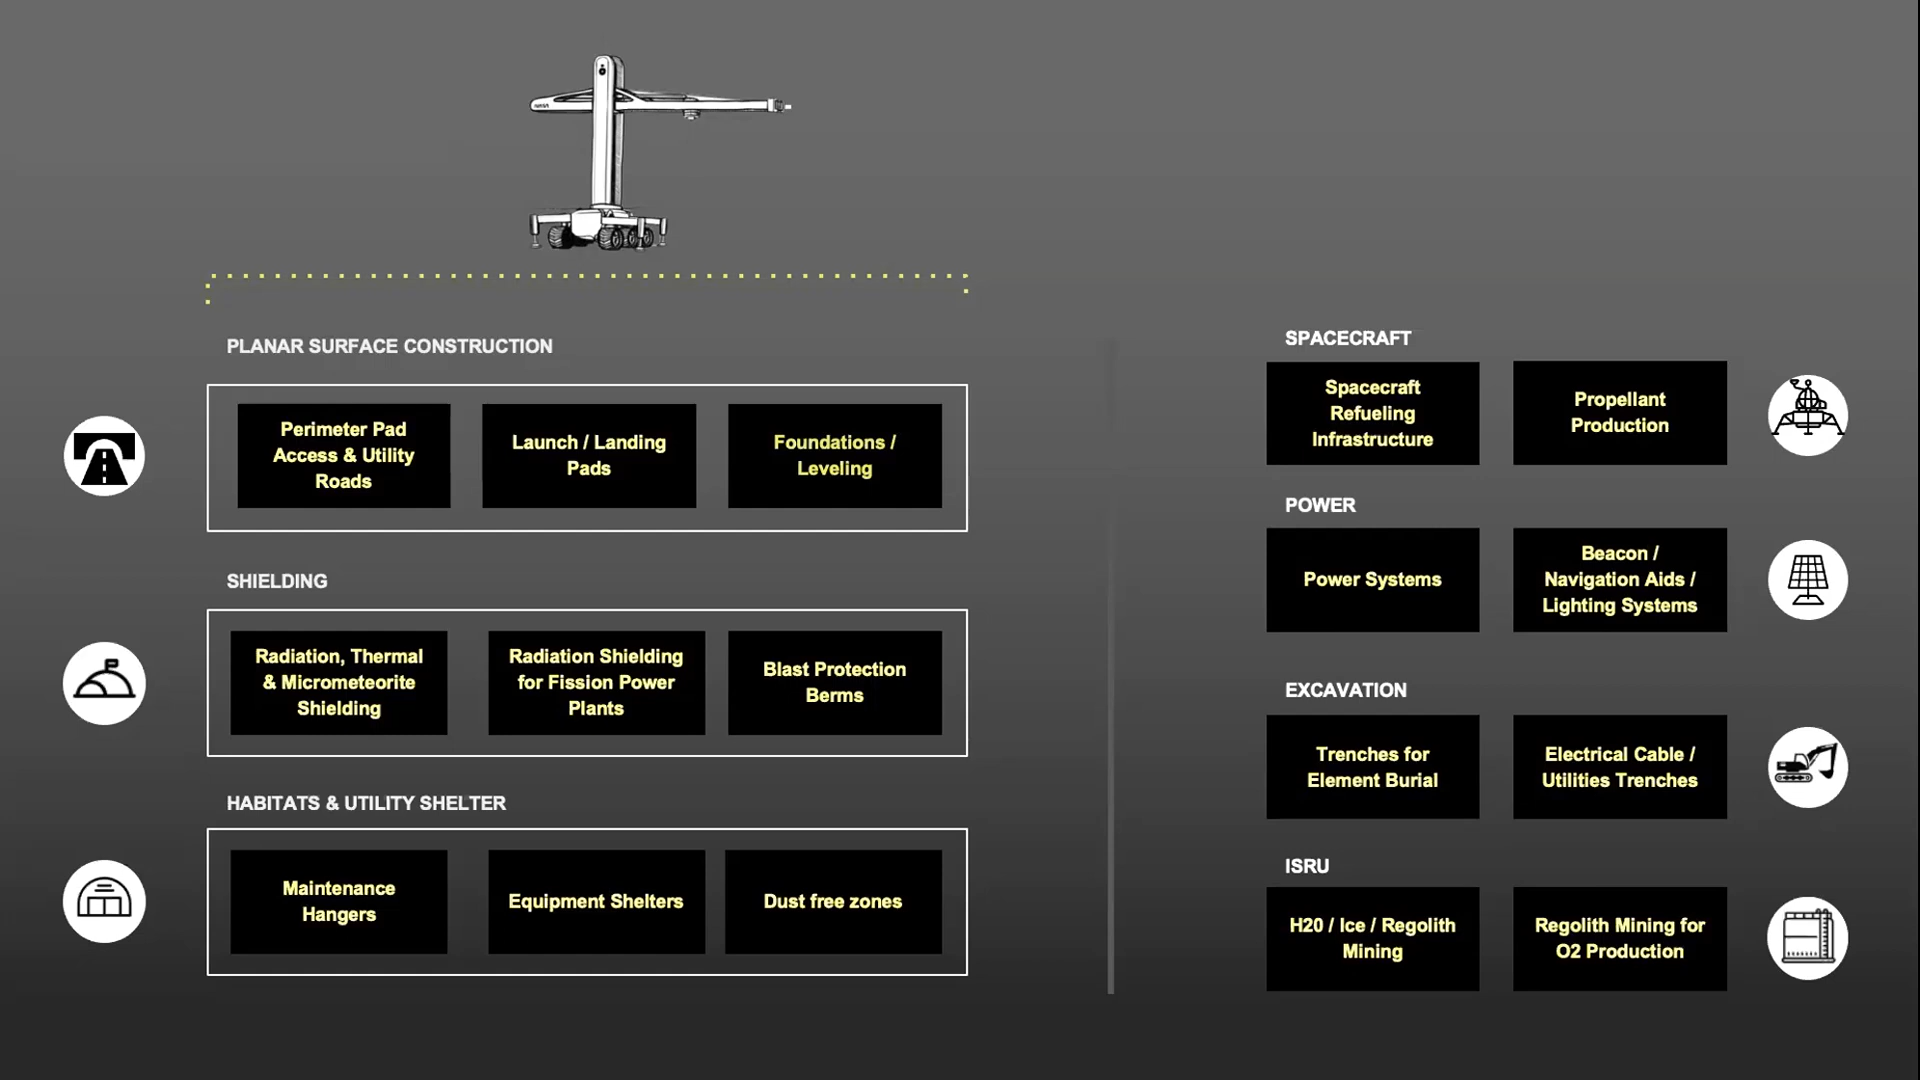 PLANAR SURFACE CONSTRUCTION
Perimeter Pad
Access & Utility
Roads
Launch / Landing
Pads
Foundations /
Leveling
SHIELDING
Radiation, Thermal
& Micrometeorite
Shielding
Radiation Shielding
for Fission Power
Plants
Blast Protection
Berms
HABITATS & UTILITY SHELTER
Maintenance
Hangers
Equipment Shelters
Dust free zones
SPACECRAFT
Spacecraft
Refueling
Infrastructure
Propellant
Production
POWER
Power Systems
Beacon /
Navigation Aids /
Lighting Systems
EXCAVATION
Trenches for
Element Burial
Electrical Cable /
Utilities Trenches
ISRU
H20 / Ice / Regolith
Mining
Regolith Mining for
O2 Production